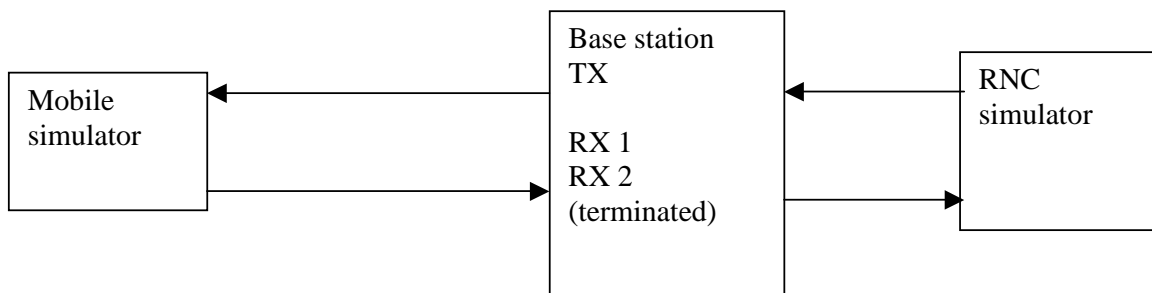 Mobile
simulator
Base station
TX
RX 1
RX 2
(terminated)
RNC
simulator